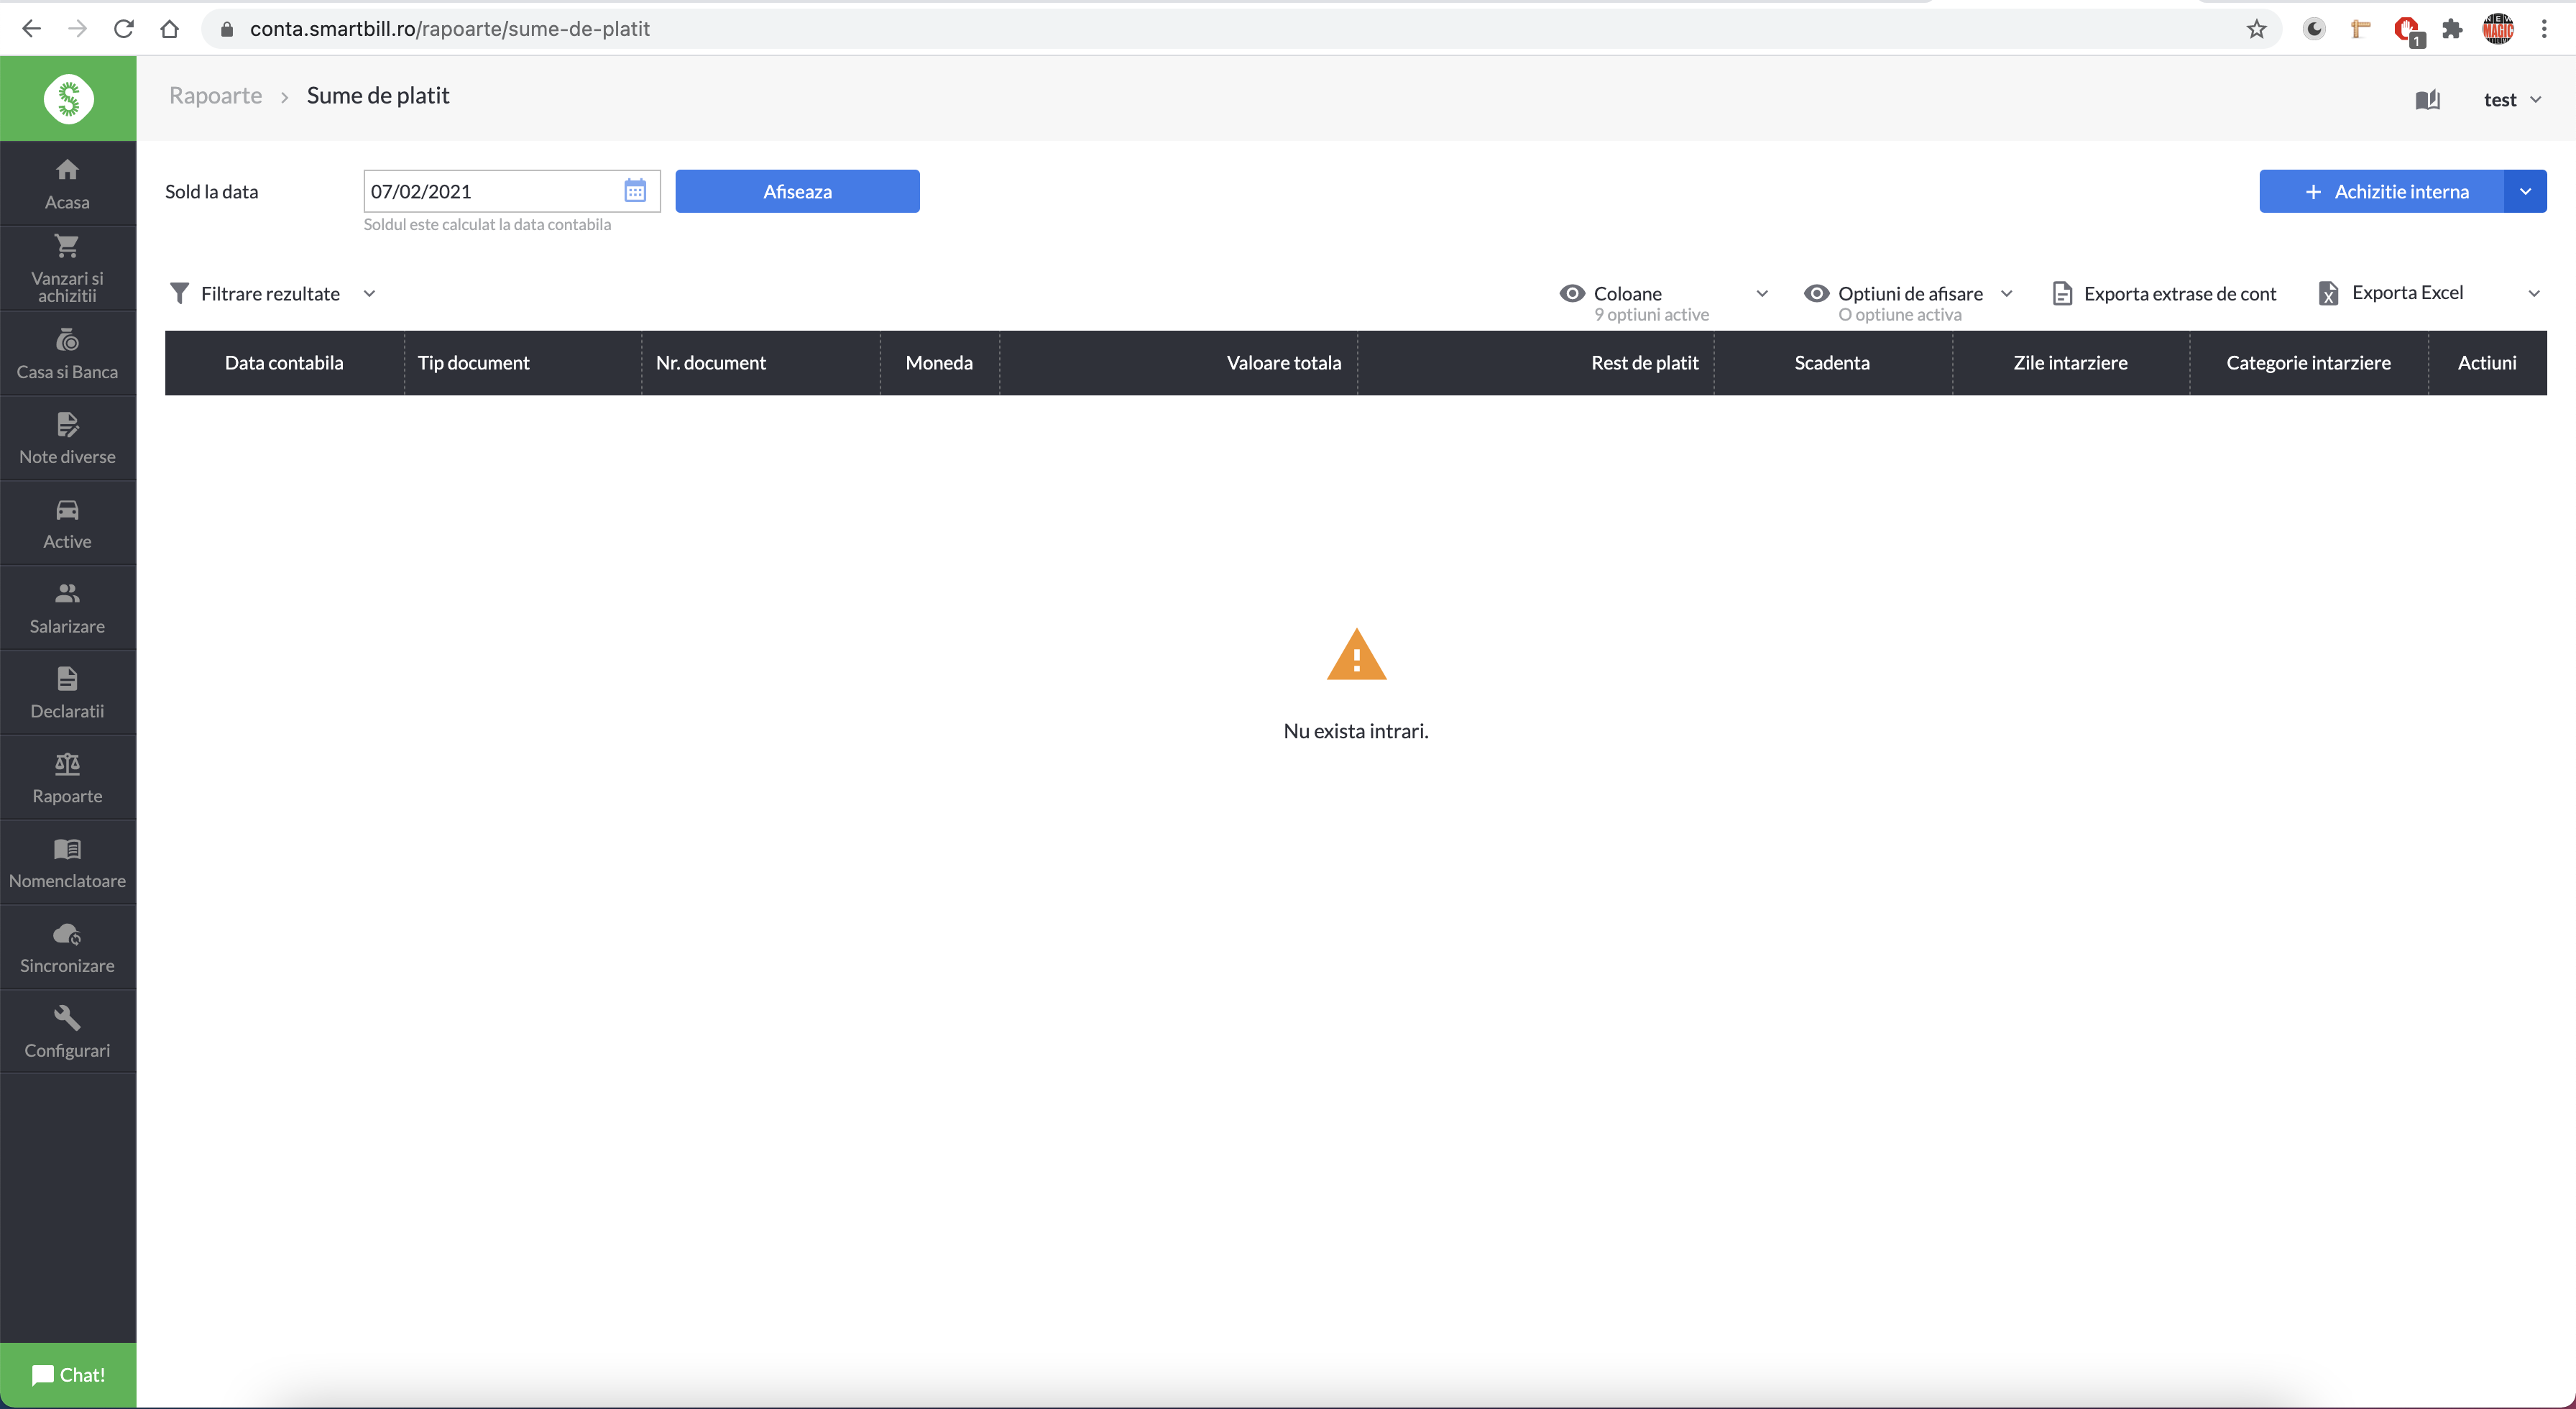 conta.smartbill.ro/rapoarte/sume-de-platit
1
Rapoarte > Sume de platit
test
Acasa
Vanzari si
achizitii
Casa si Banca
Note diverse
Active
Salarizare
Declaratii
Rapoarte
Nomenclatoare
Sincronizare
Configurari
Chat!
Sold la data
07/02/2021
Afiseaza
+ Achizitie interna
Soldul este calculat la data contabila
Filtrare rezultate
Coloane
9 optiuni active
Optiuni de afisare
O optiune activa
Exporta extrase de cont
Exporta Excel
Data contabila
Tip document
Nr. document
Moneda
Valoare totala
Rest de platit
Scadenta
Zile intarziere
Categorie intarziere
Actiuni
Nu exista intrari.